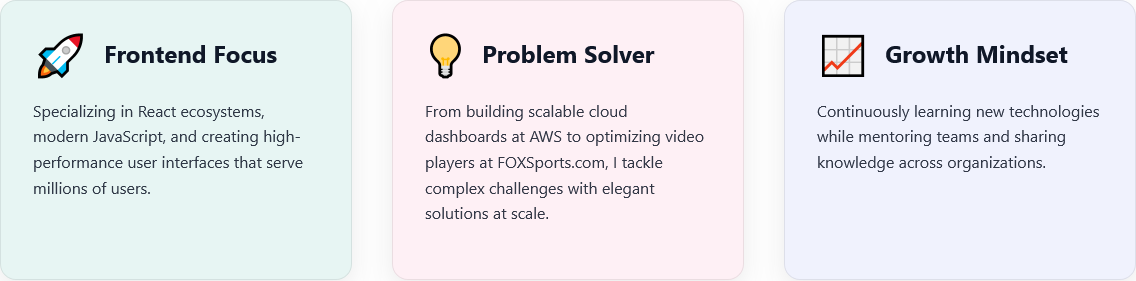 Frontend Focus
Specializing in React ecosystems,
modern JavaScript, and creating high-
performance user interfaces that serve
millions of users.
Problem Solver
From building scalable cloud
dashboards at AWS to optimizing video
players at FOXSports.com, I tackle
complex challenges with elegant
solutions at scale.
Growth Mindset
Continuously learning new technologies
while mentoring teams and sharing
knowledge across organizations.